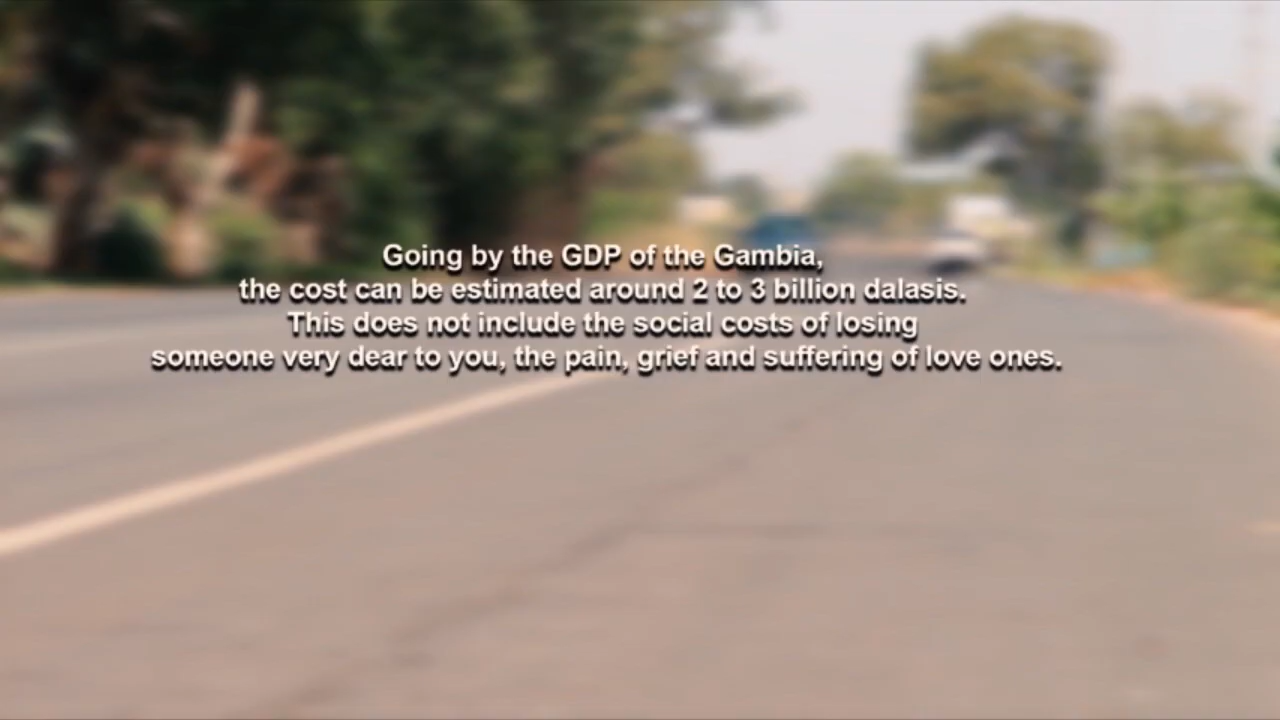 Going by the GDP of the Gambia,
the cost can be estimated around 2 to 3 billion dalasis.
This does not include the social costs of losing
someone very dear to you, the pain, grief and suffering of love ones.